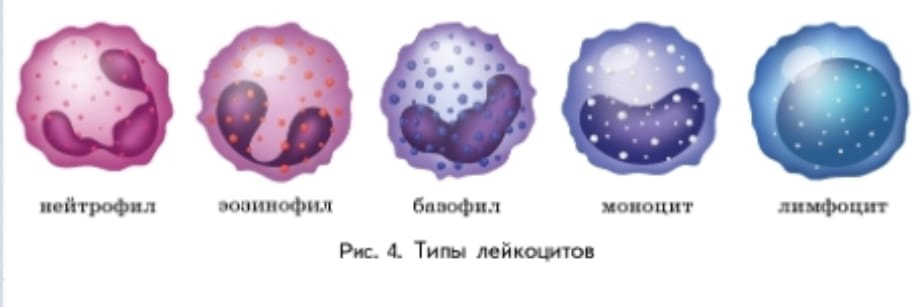 нейтрофил эозинофил базофил моноцит лимфоцит
Рис. 4. Типы лейкоцитов